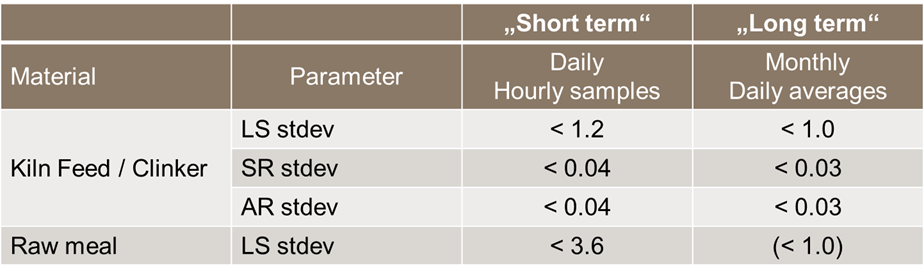 „Short term“ „Long term“
Material Parameter Daily Hourly samples Monthly Daily averages
LS stdev < 1.2 < 1.0
Kiln Feed / Clinker SR stdev < 0.04 < 0.03
AR stdev < 0.04 < 0.03
Raw meal LS stdev < 3.6 (< 1.0)